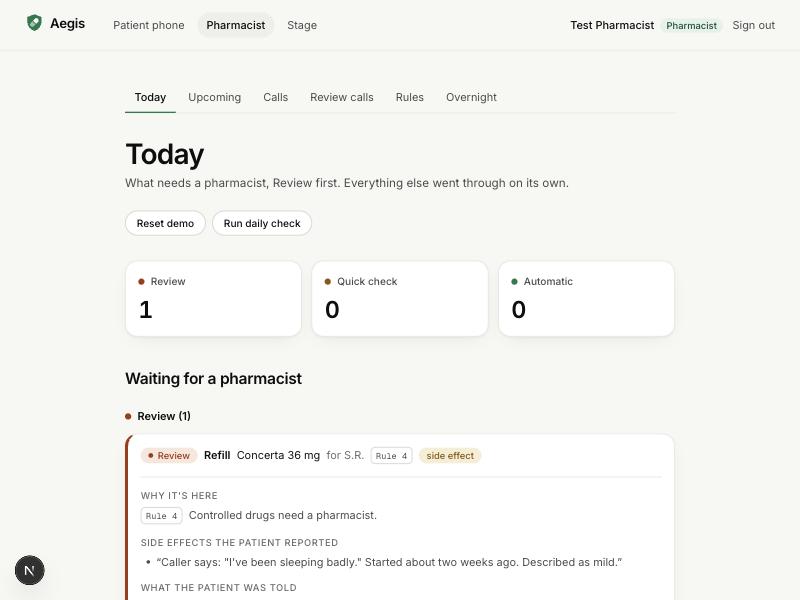 Aegis Patient phone Pharmacist Stage Test Pharmacist Pharmacist Sign out
Today Upcoming Calls Review calls Rules Overnight
Today
What needs a pharmacist, Review first. Everything else went through on its own.
Reset demo Run daily check
Review Quick check Automatic
1 0 0
Waiting for a pharmacist
Review (1)
Review Refill Concerta 36 mg for S.R. Rule 4 side effect
WHY IT'S HERE
Rule 4 Controlled drugs need a pharmacist.
SIDE EFFECTS THE PATIENT REPORTED
• “Caller says: "I've been sleeping badly." Started about two weeks ago. Described as mild.”
WHAT THE PATIENT WAS TOLD
N